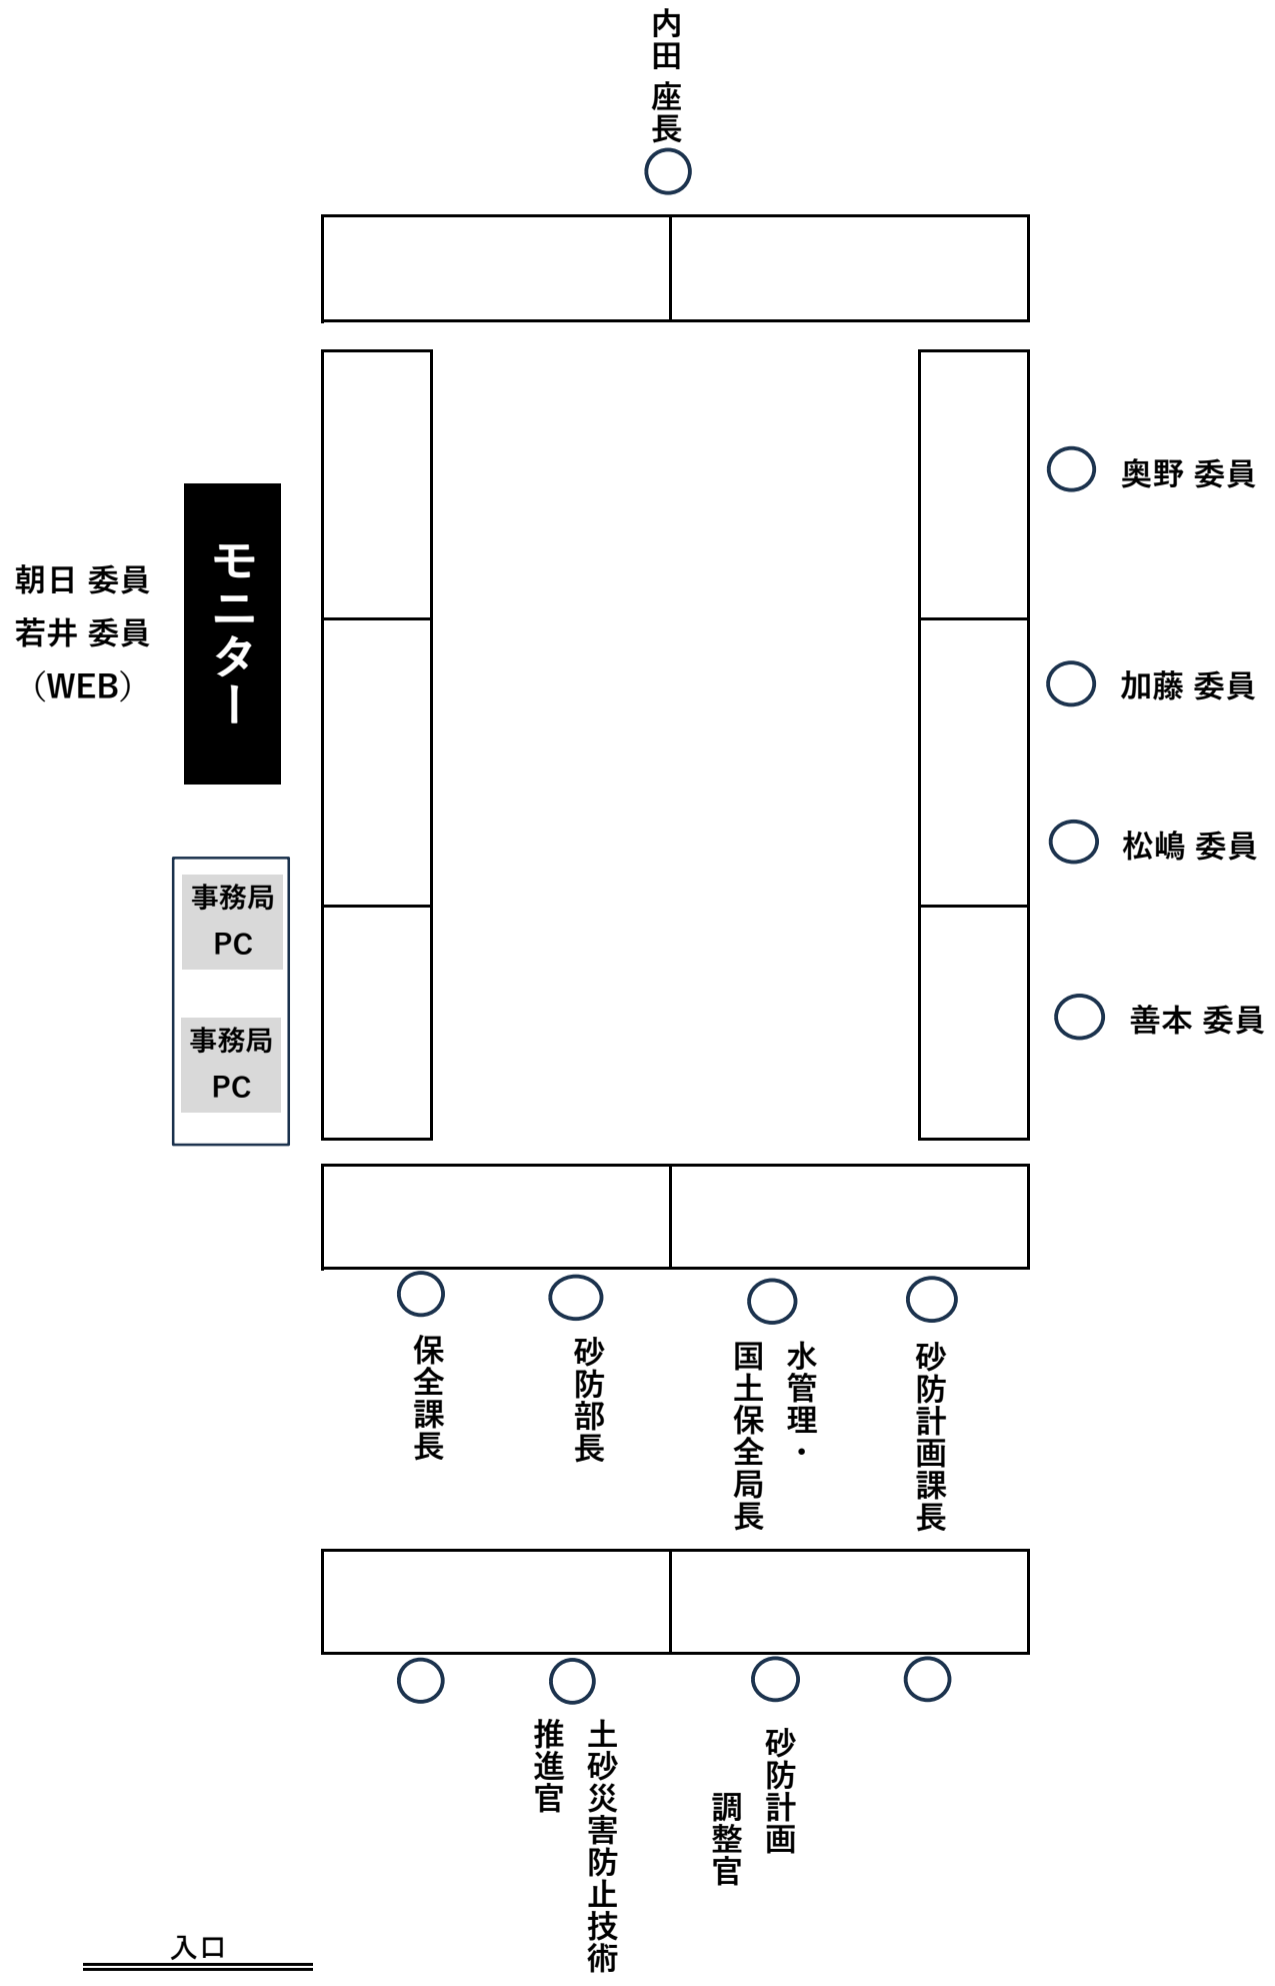 内田 座長
奥野 委員
朝日 委員
若井 委員
（WEB）
モニター
加藤 委員
松嶋 委員
事務局
PC
善本 委員
事務局
PC
保全課長
砂防部長
水管理・
国土保全局長
砂防計画課長
土砂災害防止技術
推進官
砂防計画
調整官
入口